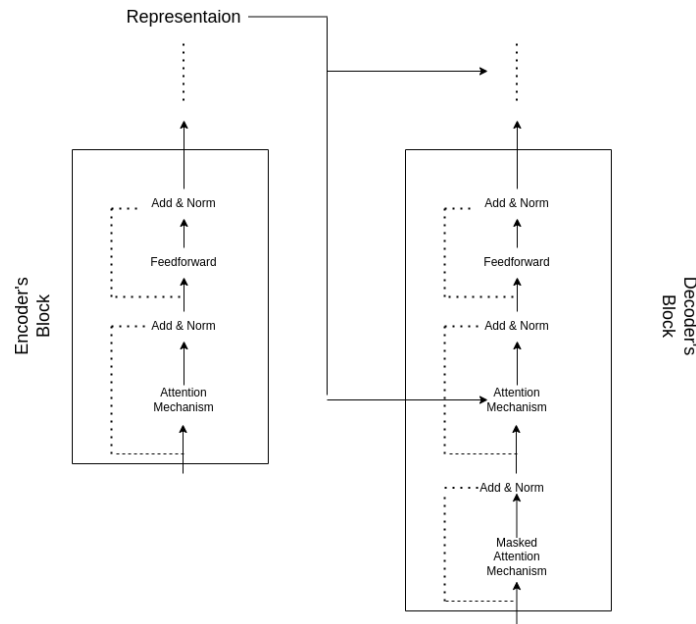 Representaion
Encoder's
Block
Add & Norm
Feedforward
Add & Norm
Attention
Mechanism
Decoder's
Block
Add & Norm
Feedforward
Add & Norm
Attention
Mechanism
Add & Norm
Masked
Attention
Mechanism